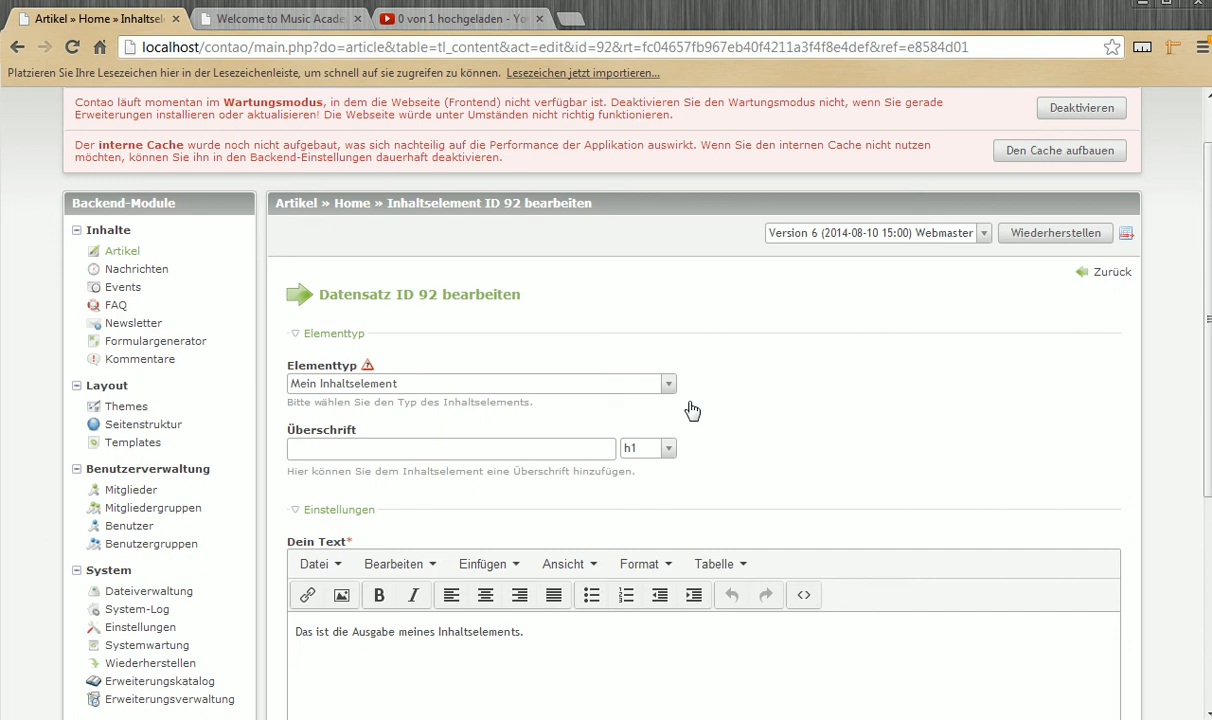 Artikel » Home » Inhaltsele
Welcome to Music Acade
0 von 1 hochgeladen - Yo
localhost/contao/main.php?do=article&table=tl_content&act=edit&id=92&rt=fc04657fb967eb40f4211a3f4f8e4def&ref=e8584d01
Platzieren Sie Ihre Lesezeichen hier in der Lesezeichenleiste, um schnell auf sie zugreifen zu können. Lesezeichen jetzt importieren...
Contao läuft momentan im Wartungsmodus, in dem die Webseite (Frontend) nicht verfügbar ist. Deaktivieren Sie den Wartungsmodus nicht, wenn Sie gerade
Erweiterungen installieren oder aktualisieren! Die Webseite würde unter Umständen nicht richtig funktionieren.
Deaktivieren
Der interne Cache wurde noch nicht aufgebaut, was sich nachteilig auf die Performance der Applikation auswirkt. Wenn Sie den internen Cache nicht nutzen
möchten, können Sie ihn in den Backend-Einstellungen dauerhaft deaktivieren.
Den Cache aufbauen
Backend-Module
Inhalte
Artikel
Nachrichten
Events
FAQ
Newsletter
Formulargenerator
Kommentare
Layout
Themes
Seitenstruktur
Templates
Benutzerverwaltung
Mitglieder
Mitgliedergruppen
Benutzer
Benutzergruppen
System
Dateiverwaltung
System-Log
Einstellungen
Systemwartung
Wiederherstellen
Erweiterungskatalog
Erweiterungsverwaltung
Artikel » Home » Inhaltselement ID 92 bearbeiten
Version 6 (2014-08-10 15:00) Webmaster
Wiederherstellen
Zurück
Datensatz ID 92 bearbeiten
Elementtyp
Elementtyp
Mein Inhaltselement
Bitte wählen Sie den Typ des Inhaltselements.
Überschrift
h1
Hier können Sie dem Inhaltselement eine Überschrift hinzufügen.
Einstellungen
Dein Text*
Datei Bearbeiten Einfügen Ansicht Format Tabelle
B I
Das ist die Ausgabe meines Inhaltselements.